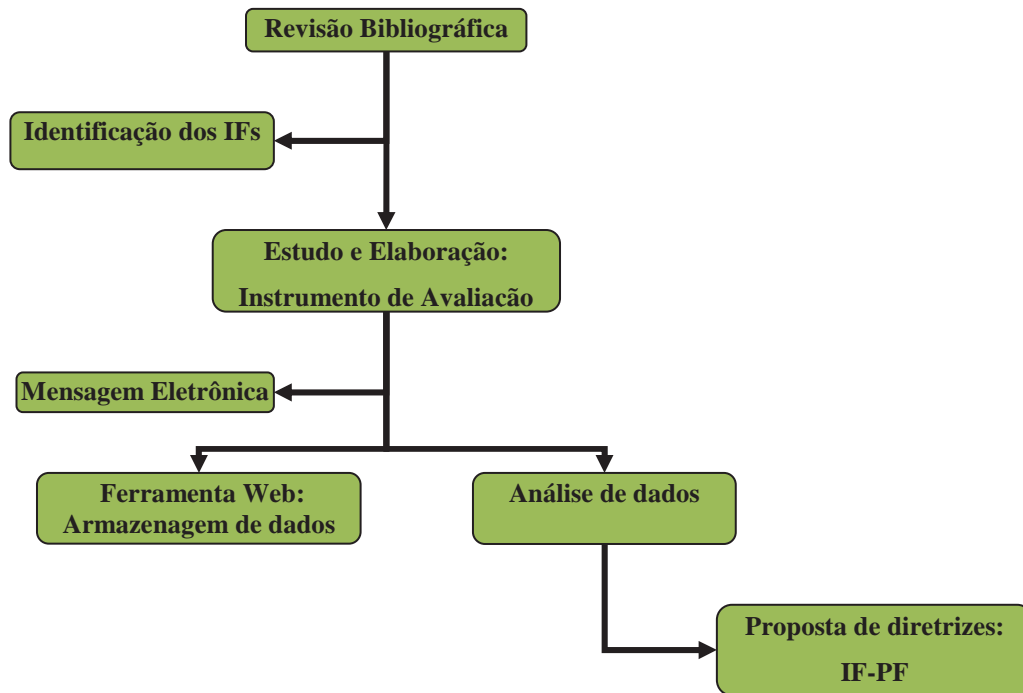 Revisão Bibliográfica
Identificação dos IFs
Estudo e Elaboração:
Instrumento de Avaliacão
Mensagem Eletrônica
Ferramenta Web:
Armazenagem de dados
Análise de dados
Proposta de diretrizes:
IF-PF